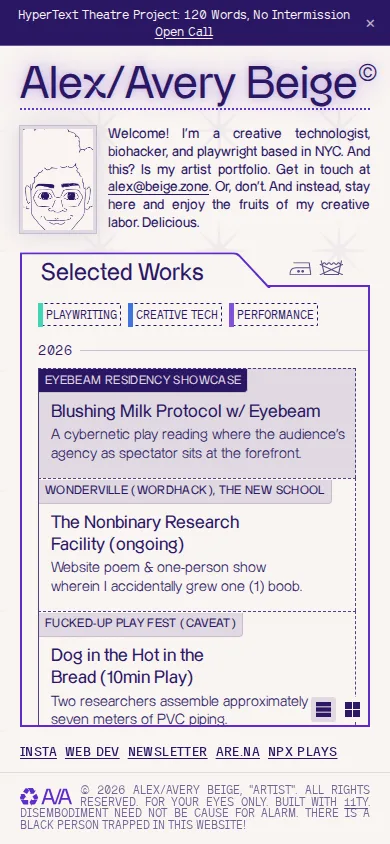 HyperText Theatre Project: 120 Words, No Intermission
Open Call
×
Alex/Avery Beige©
Welcome! I'm a creative technologist,
biohacker, and playwright based in NYC. And
this? Is my artist portfolio. Get in touch at
alex@beige.zone. Or, don't. And instead, stay
here and enjoy the fruits of my creative
labor. Delicious.
Selected Works
PLAYWRITING CREATIVE TECH PERFORMANCE
2026
EYEBEAM RESIDENCY SHOWCASE
Blushing Milk Protocol w/ Eyebeam
A cybernetic play reading where the audience's
agency as spectator sits at the forefront.
WONDERVILLE (WORDHACK), THE NEW SCHOOL
The Nonbinary Research
Facility (ongoing)
Website poem & one-person show
wherein I accidentally grew one (1) boob.
FUCKED-UP PLAY FEST (CAVEAT)
Dog in the Hot in the
Bread (10min Play)
Two researchers assemble approximately
seven meters of PVC piping.
INSTA WEB DEV NEWSLETTER ARE.NA NPX PLAYS
A/A © 2026 ALEX/AVERY BEIGE, "ARTIST". ALL RIGHTS
RESERVED. FOR YOUR EYES ONLY. BUILT WITH 11TY.
DISEMBODIMENT NEED NOT BE CAUSE FOR ALARM. THERE IS A
BLACK PERSON TRAPPED IN THIS WEBSITE!